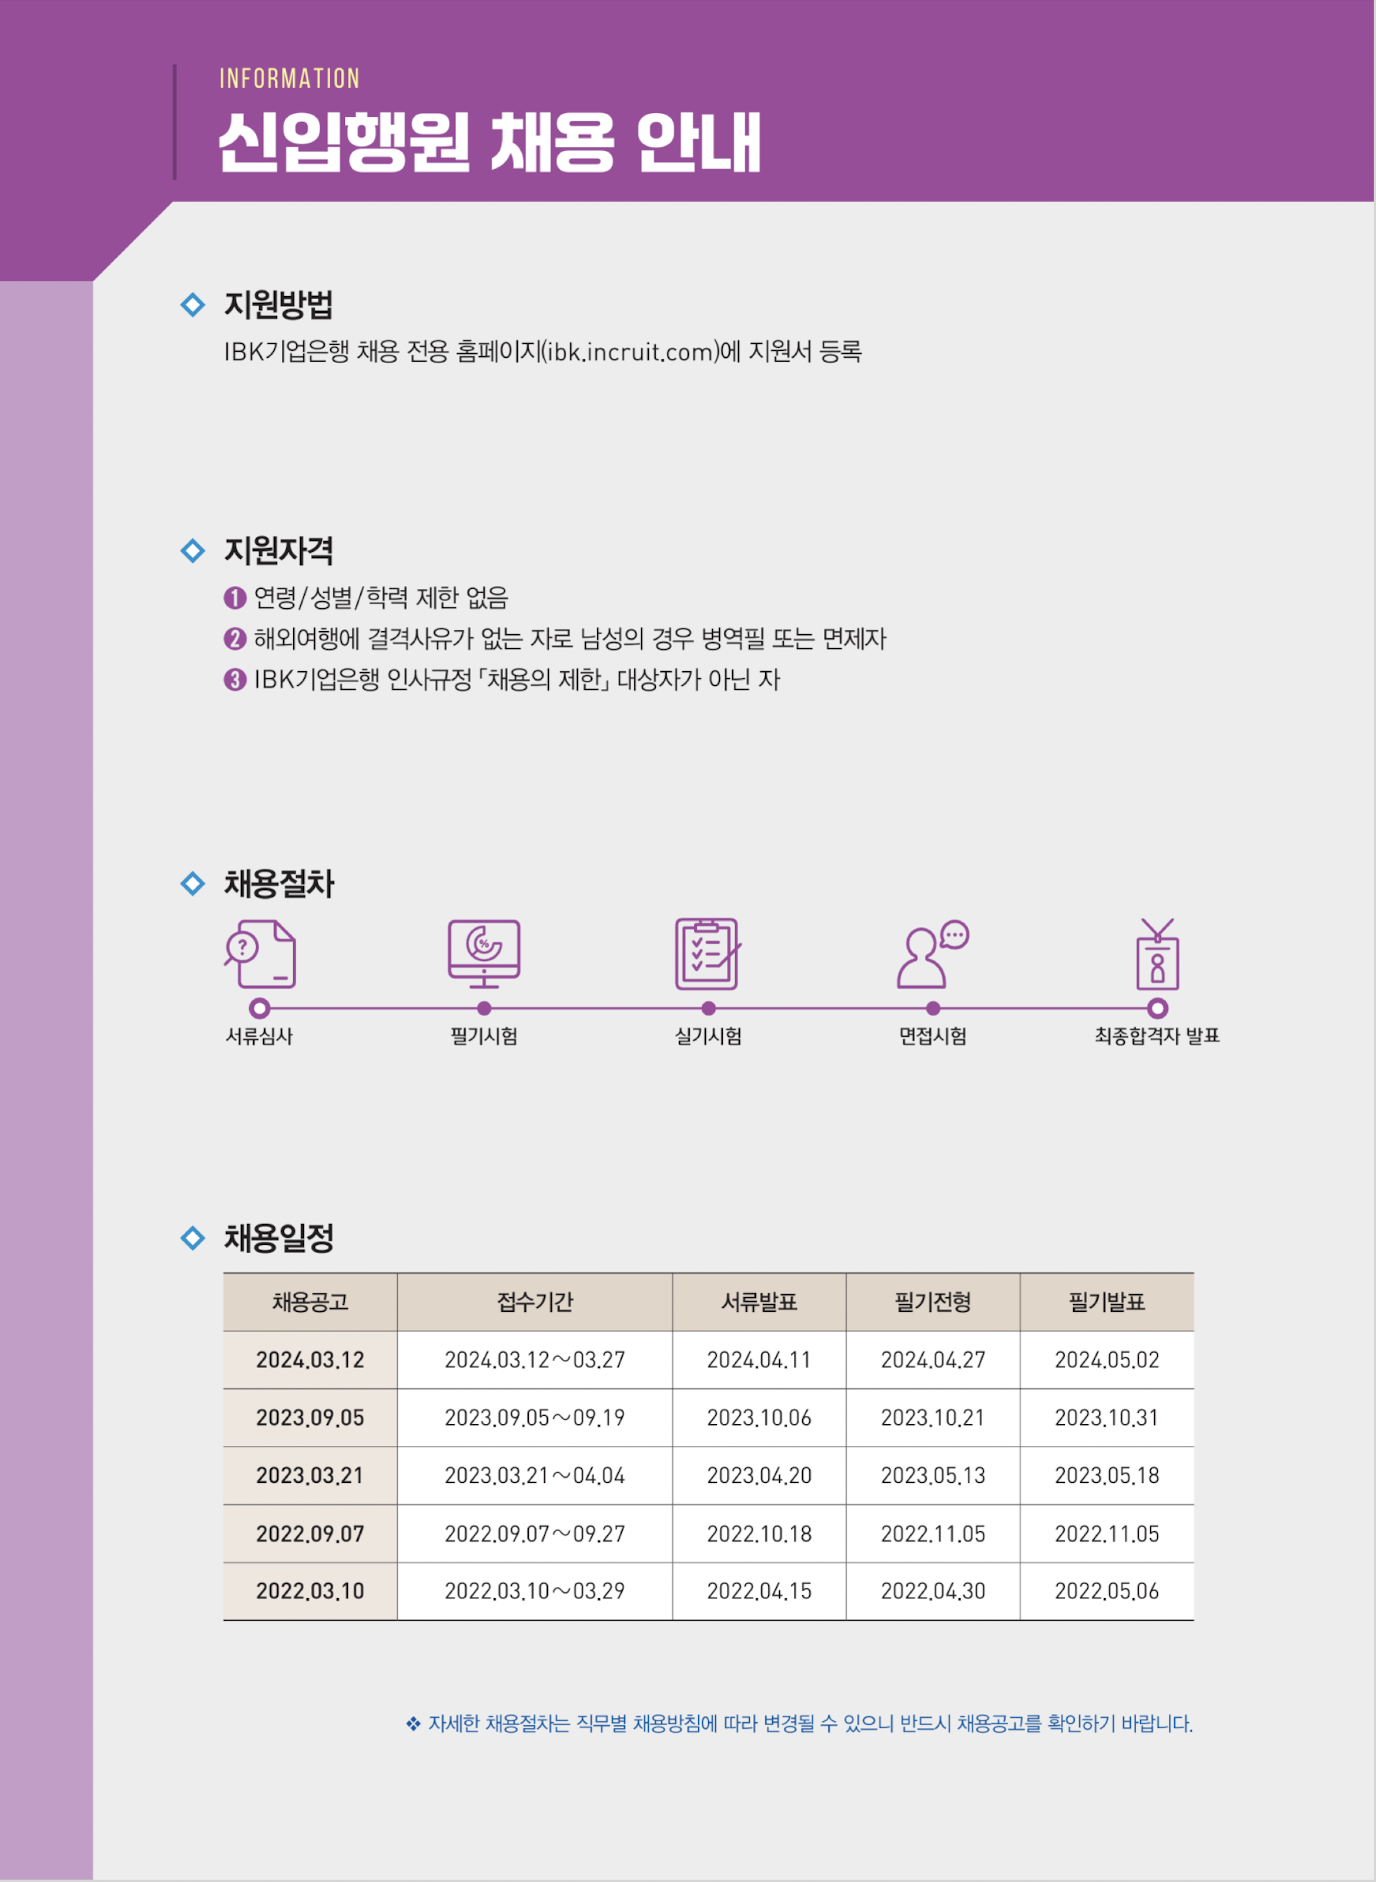 INFORMATION
신입행원 채용 안내
지원방법
IBK기업은행 채용 전용 홈페이지(ibk.incruit.com)에 지원서 등록
지원자격
❶ 연령/성별/학력 제한 없음
❷ 해외여행에 결격사유가 없는 자로 남성의 경우 병역필 또는 면제자
❸ IBK기업은행 인사규정 「채용의 제한」 대상자가 아닌 자
채용절차
? % 
서류심사 필기시험 실기시험 면접시험 최종합격자 발표
채용일정
채용공고 접수기간 서류발표 필기전형 필기발표
2024.03.12 2024.03.12~03.27 2024.04.11 2024.04.27 2024.05.02
2023.09.05 2023.09.05~09.19 2023.10.06 2023.10.21 2023.10.31
2023.03.21 2023.03.21~04.04 2023.04.20 2023.05.13 2023.05.18
2022.09.07 2022.09.07~09.27 2022.10.18 2022.11.05 2022.11.05
2022.03.10 2022.03.10~03.29 2022.04.15 2022.04.30 2022.05.06
❖ 자세한 채용절차는 직무별 채용방침에 따라 변경될 수 있으니 반드시 채용공고를 확인하기 바랍니다.